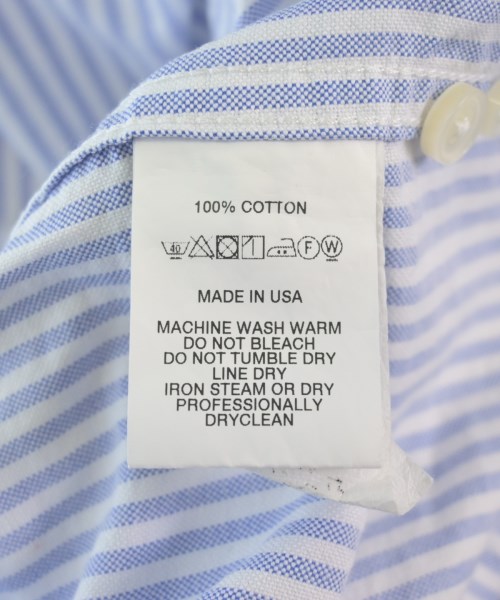 100% COTTON
40 F W
MADE IN USA
MACHINE WASH WARM
DO NOT BLEACH
DO NOT TUMBLE DRY
LINE DRY
IRON STEAM OR DRY
PROFESSIONALLY
DRYCLEAN